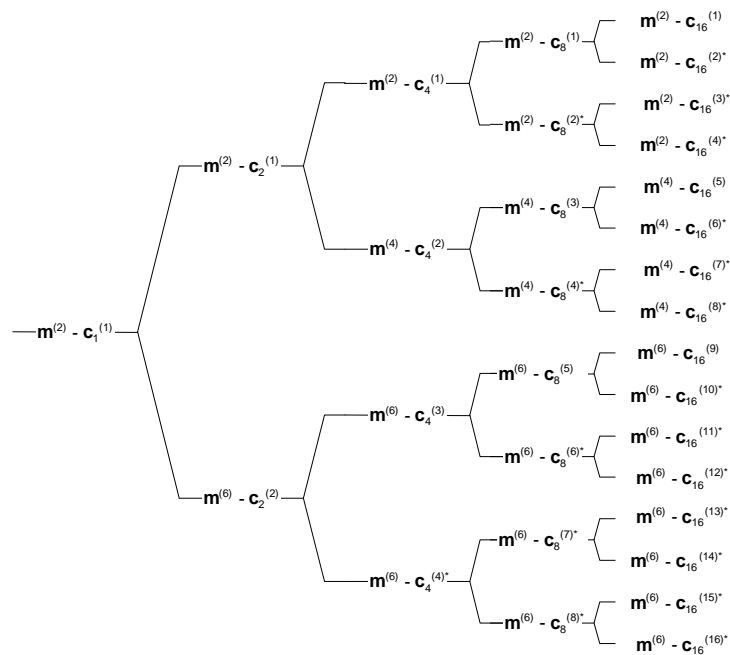 m(2) - c16(1)
m(2) - c8(1)
m(2) - c16(2)*
m(2) - c4(1)
m(2) - c16(3)*
m(2) - c8(2)*
m(2) - c16(4)*
m(2) - c2(1)
m(4) - c16(5)
m(4) - c8(3)
m(4) - c16(6)*
m(4) - c4(2)
m(4) - c16(7)*
m(4) - c8(4)*
m(4) - c16(8)*
m(2) - c1(1)
m(6) - c16(9)
m(6) - c8(5)
m(6) - c16(10)*
m(6) - c4(3)
m(6) - c16(11)*
m(6) - c8(6)*
m(6) - c16(12)*
m(6) - c2(2)
m(6) - c16(13)*
m(6) - c8(7)*
m(6) - c16(14)*
m(6) - c4(4)*
m(6) - c16(15)*
m(6) - c8(8)*
m(6) - c16(16)*